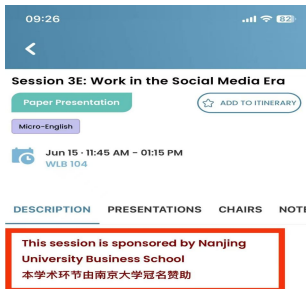 09:26
82
Session 3E: Work in the Social Media Era
Paper Presentation
ADD TO ITINERARY
Micro-English
Jun 15 · 11:45 AM – 01:15 PM
WLB 104
DESCRIPTION PRESENTATIONS CHAIRS NOT
This session is sponsored by Nanjing
University Business School
本学术环节由南京大学冠名赞助